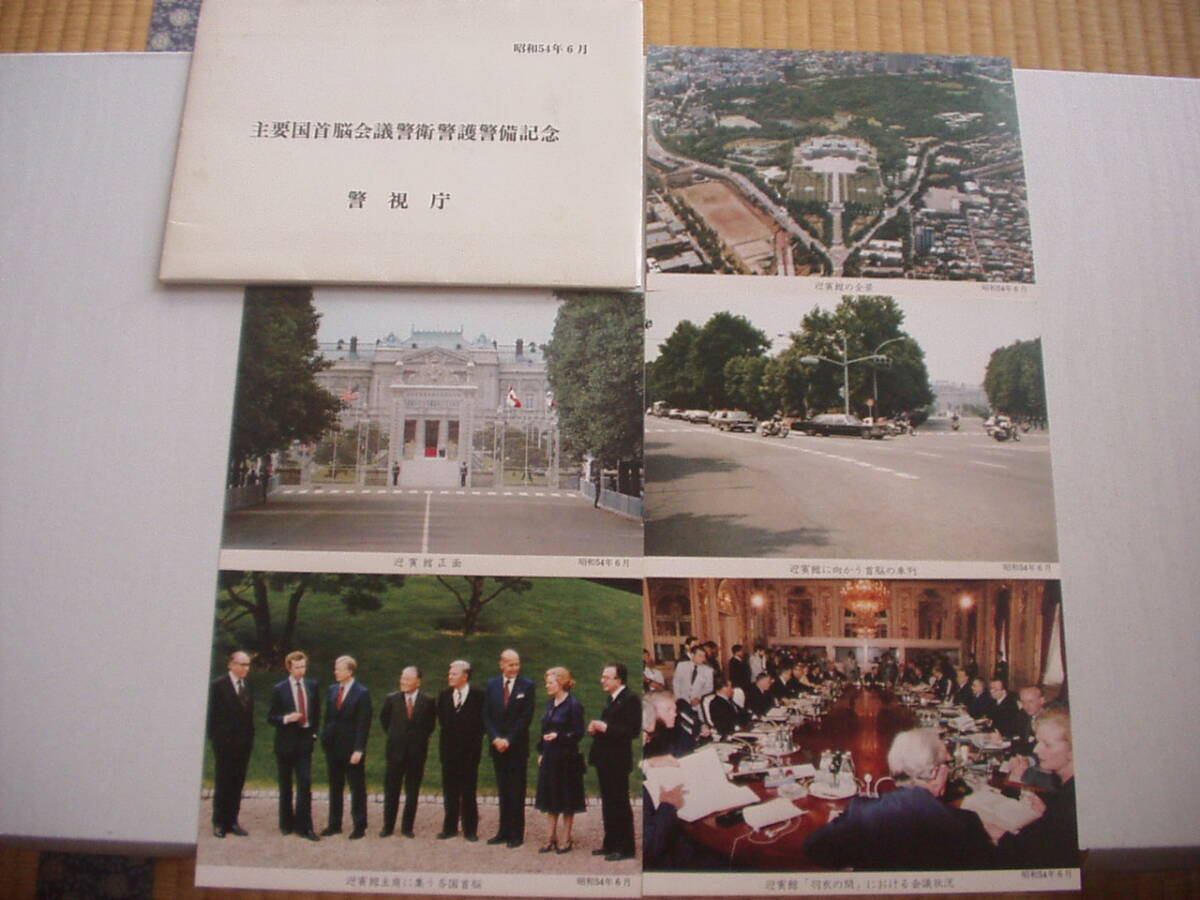 昭和54年6月
主要国首脳会議警衛警護警備記念
警視庁
迎賓館の全景
昭和54年6月
迎賓館正面
昭和54年6月
迎賓館に向かう首脳の車列
昭和54年6月
迎賓館主庭に集う各国首脳
昭和54年6月
迎賓館「羽衣の間」における会議状況
昭和54年6月